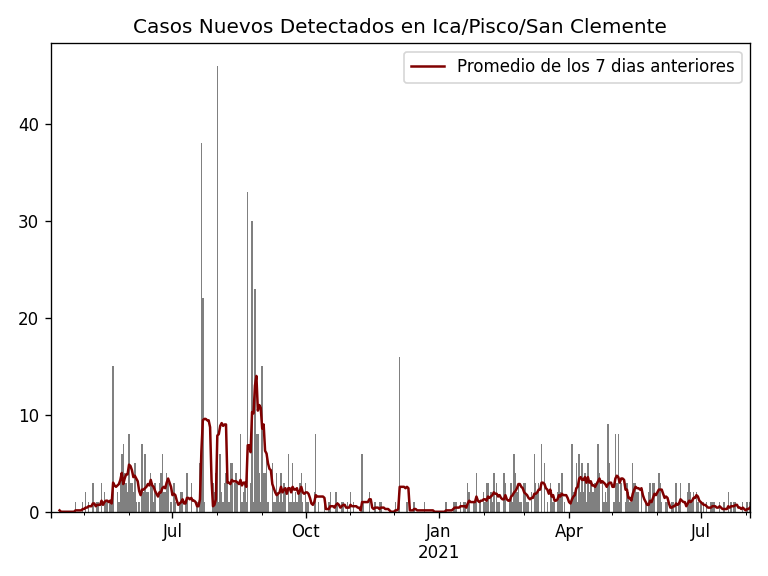 Casos Nuevos Detectados en Ica/Pisco/San Clemente
Promedio de los 7 dias anteriores
40
30
20
10
0
Jul
Oct
Jan
Apr
Jul
2021